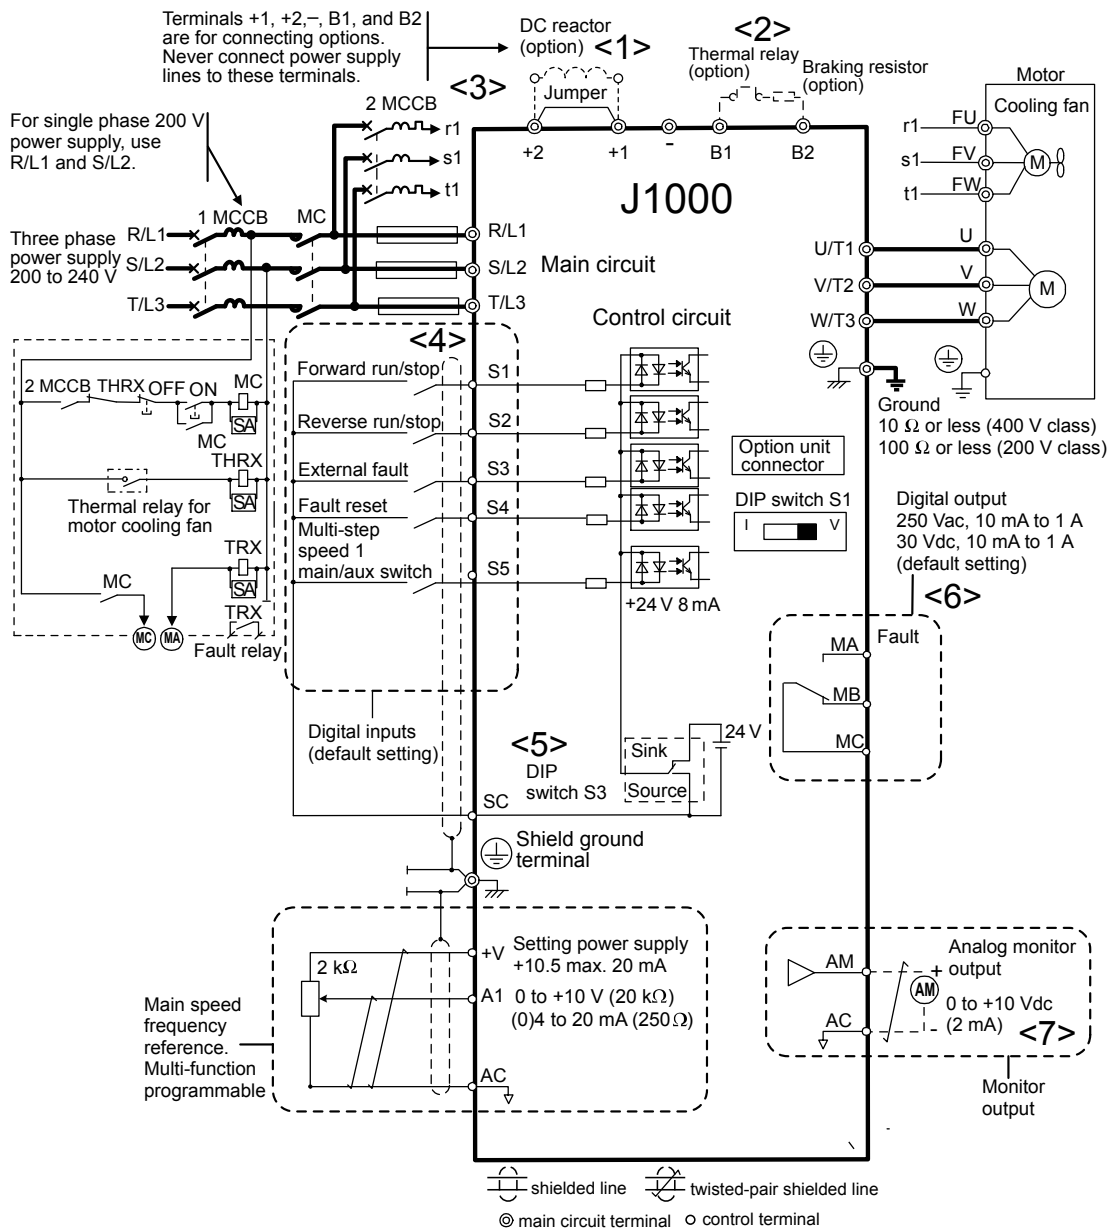 Terminals +1, +2,–, B1, and B2
are for connecting options.
Never connect power supply
lines to these terminals.
DC reactor
(option)
<1>
Jumper
<2>
Thermal relay
(option)
Braking resistor
(option)
Motor
Cooling fan
<3>
2 MCCB
r1
s1
t1
+2
+1
-
B1
B2
r1
FU
s1
FV
t1
FW
M
For single phase 200 V
power supply, use
R/L1 and S/L2.
J1000
1 MCCB
MC
Three phase
power supply
200 to 240 V
R/L1
S/L2
T/L3
R/L1
S/L2
T/L3
Main circuit
Control circuit
U/T1
V/T2
W/T3
U
V
W
M
Ground
10 Ω or less (400 V class)
100 Ω or less (200 V class)
<4>
2 MCCB
THRX
OFF
ON
MC
SA
MC
THRX
SA
Thermal relay for
motor cooling fan
TRX
SA
MC
TRX
MC
MA
Fault relay
Forward run/stop
S1
Reverse run/stop
S2
External fault
S3
Fault reset
S4
Multi-step
speed 1
main/aux switch
S5
+24 V 8 mA
Option unit
connector
DIP switch S1
I
V
Digital output
250 Vac, 10 mA to 1 A
30 Vdc, 10 mA to 1 A
(default setting)
<6>
Fault
MA
MB
MC
Digital inputs
(default setting)
<5>
DIP
switch S3
Sink
Source
24 V
SC
Shield ground
terminal
Main speed
frequency
reference.
Multi-function
programmable
2 kΩ
+V
Setting power supply
+10.5 max. 20 mA
A1
0 to +10 V (20 kΩ)
(0)4 to 20 mA (250 Ω)
AC
AM
AC
Analog monitor
output
+
AM
0 to +10 Vdc
(2 mA)
-
<7>
Monitor
output
shielded line
twisted-pair shielded line
main circuit terminal
control terminal